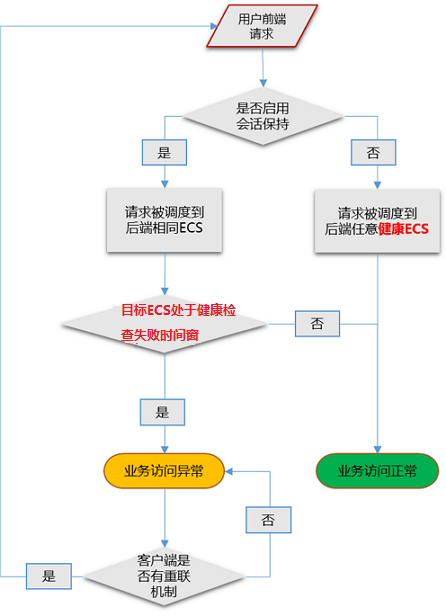 用户前端
请求
是否启用
会话保持
是
否
请求被调度到
后端相同ECS
请求被调度到
后端任意健康ECS
目标ECS处于健康检
查失败时间窗
否
是
业务访问异常
业务访问正常
否
客户端是
否有重联
机制
是